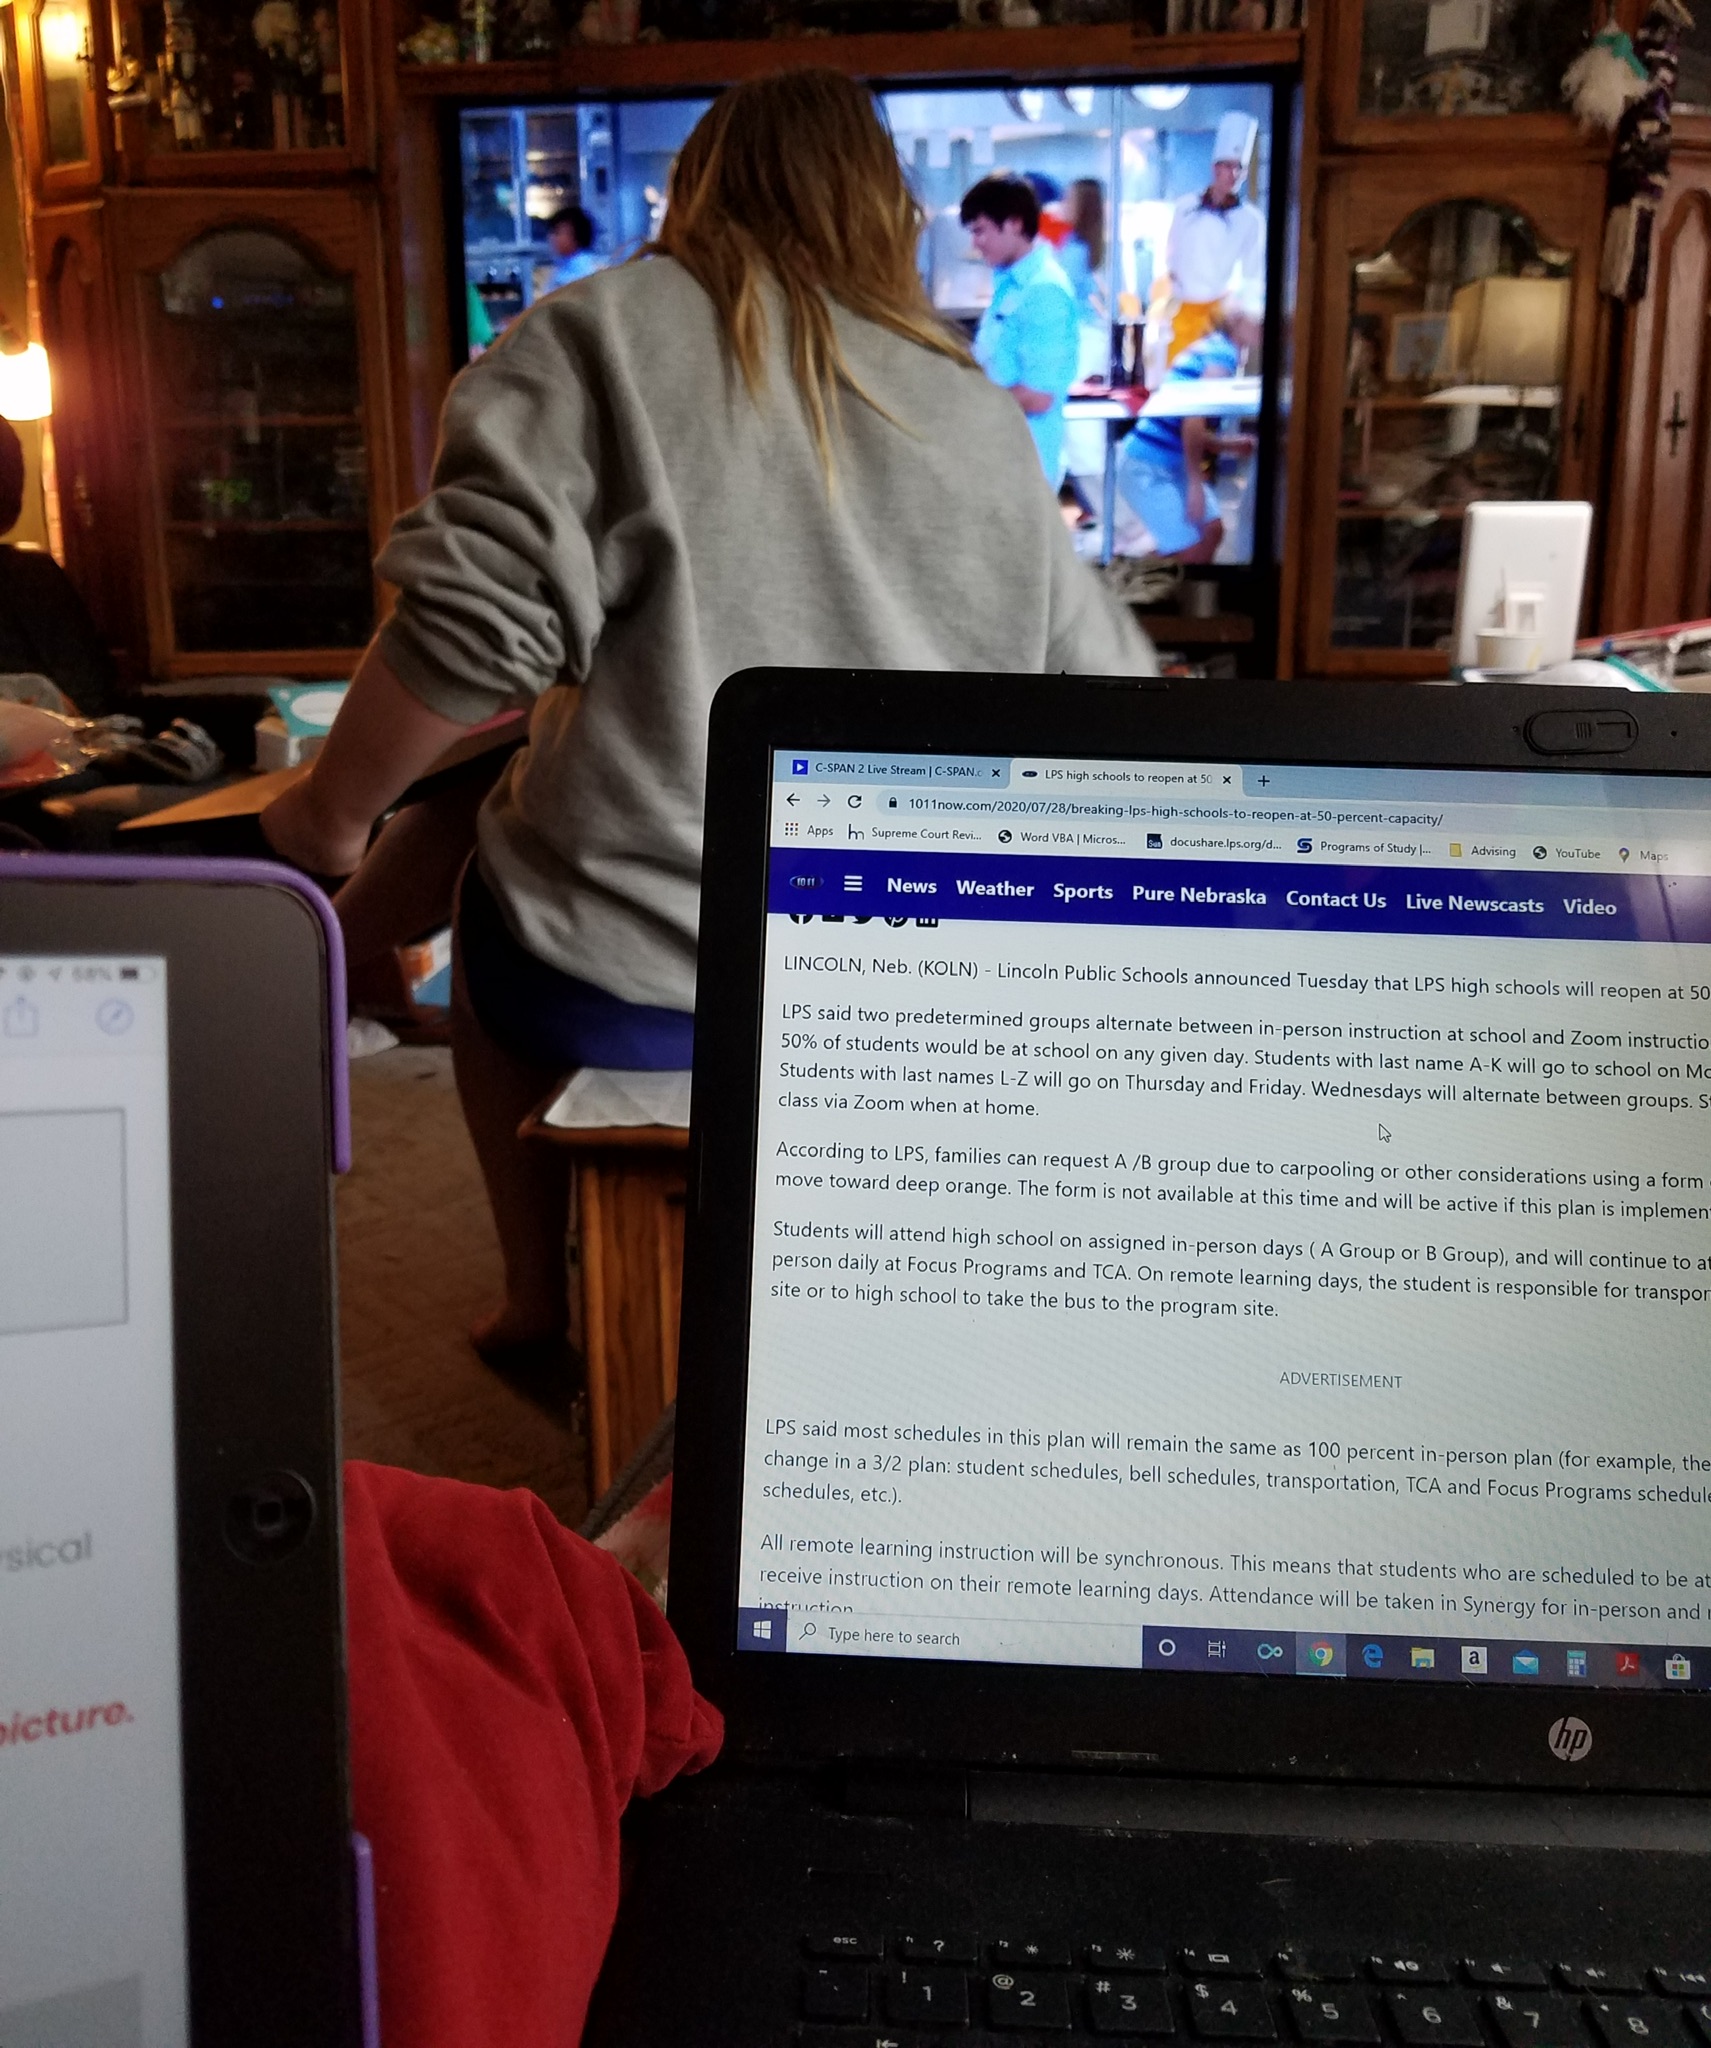 C-SPAN 2 Live Stream | C-SPAN.
LPS high schools to reopen at 50
1011now.com/2020/07/28/breaking-lps-high-schools-to-reopen-at-50-percent-capacity/
Apps Supreme Court Revi... Word VBA | Micros... docushare.lps.org/d... Programs of Study |... Advising YouTube Maps
1011 News Weather Sports Pure Nebraska Contact Us Live Newscasts Video
LINCOLN, Neb. (KOLN) - Lincoln Public Schools announced Tuesday that LPS high schools will reopen at 50
LPS said two predetermined groups alternate between in-person instruction at school and Zoom instructio
50% of students would be at school on any given day. Students with last name A-K will go to school on Mo
Students with last names L-Z will go on Thursday and Friday. Wednesdays will alternate between groups. S
class via Zoom when at home.
According to LPS, families can request A /B group due to carpooling or other considerations using a form
move toward deep orange. The form is not available at this time and will be active if this plan is implemen
Students will attend high school on assigned in-person days ( A Group or B Group), and will continue to at
person daily at Focus Programs and TCA. On remote learning days, the student is responsible for transpor
site or to high school to take the bus to the program site.
ADVERTISEMENT
LPS said most schedules in this plan will remain the same as 100 percent in-person plan (for example, the
change in a 3/2 plan: student schedules, bell schedules, transportation, TCA and Focus Programs schedul
schedules, etc.).
All remote learning instruction will be synchronous. This means that students who are scheduled to be at
receive instruction on their remote learning days. Attendance will be taken in Synergy for in-person and
instruction
Type here to search
hp
68%
sical
picture.
esc ?
! 1 @ 2 # 3 $ 4 % 5 ^ 6 & 7 * 8